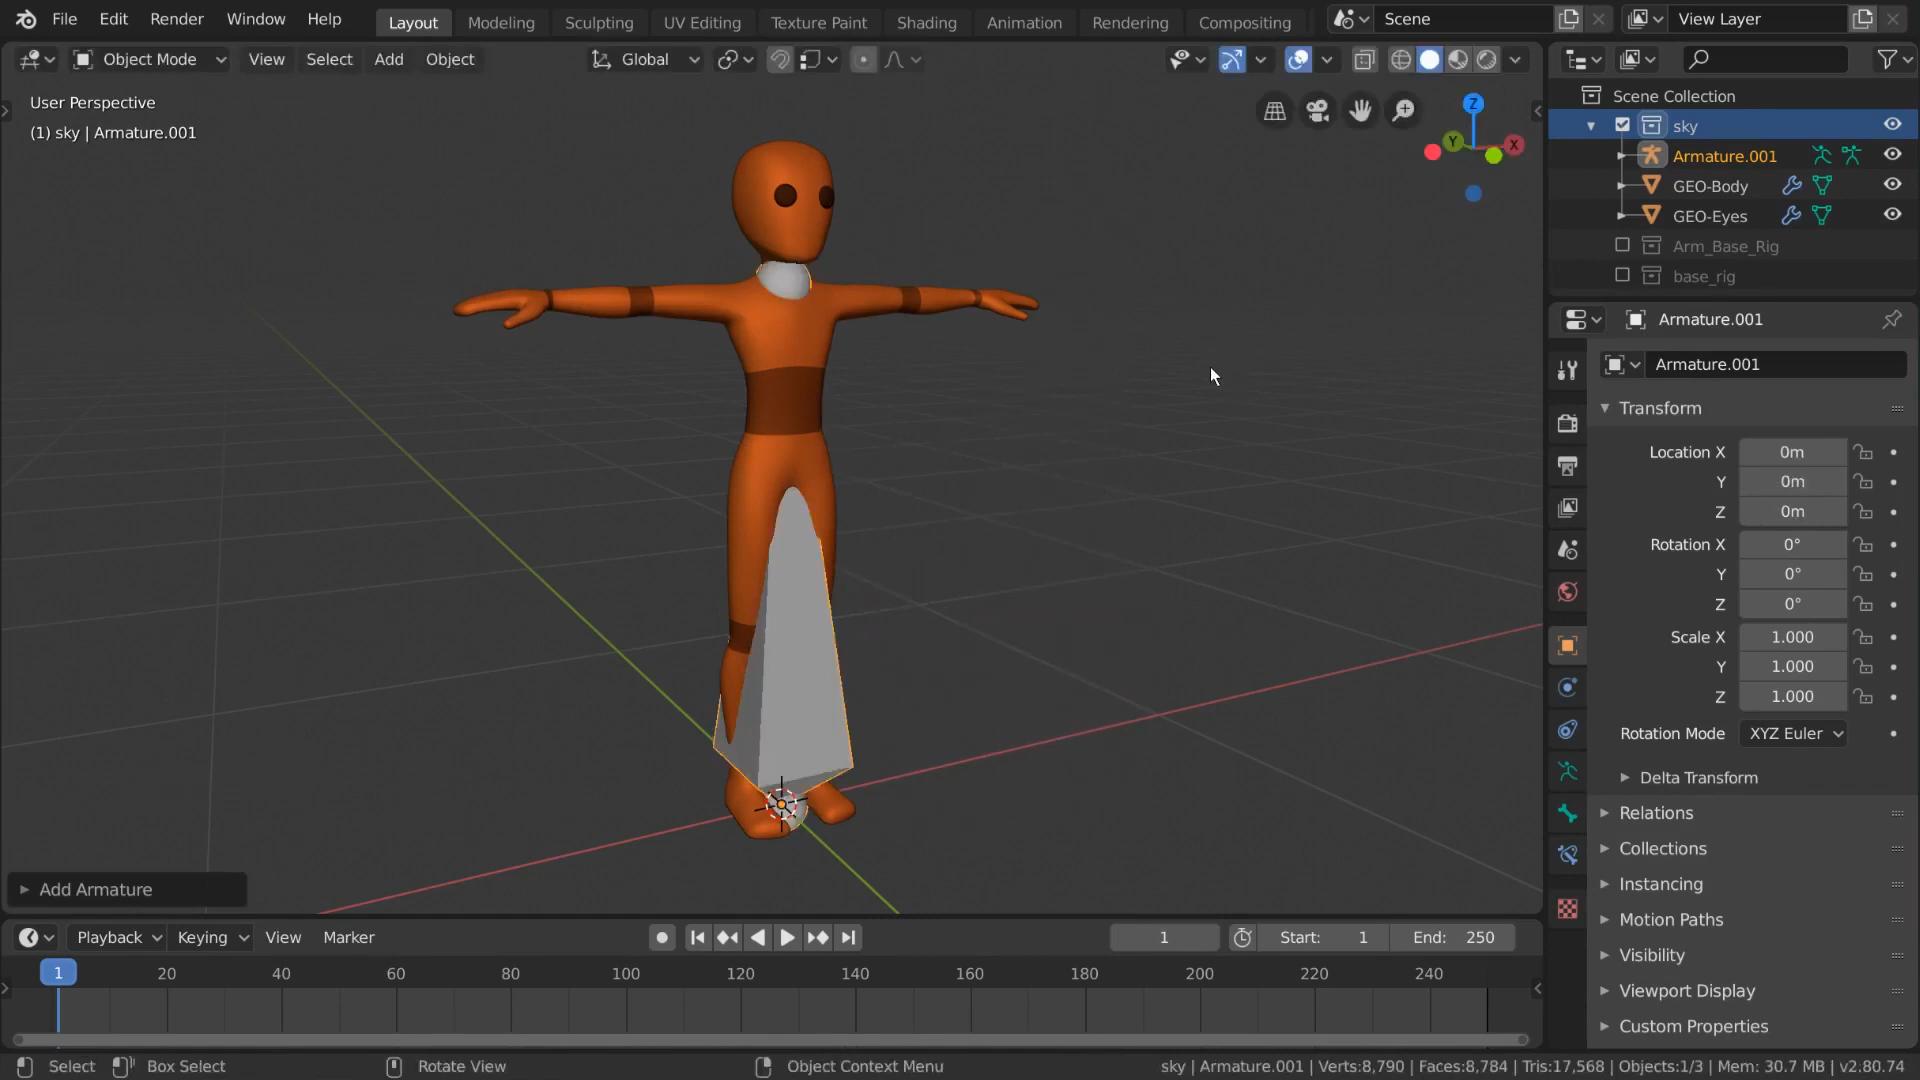 File Edit Render Window Help Layout Modeling Sculpting UV Editing Texture Paint Shading Animation Rendering Compositing Scene View Layer
Object Mode View Select Add Object Global
User Perspective
(1) sky | Armature.001
Z
Y
X
Scene Collection
sky
Armature.001
GEO-Body
GEO-Eyes
Arm_Base_Rig
base_rig
Armature.001
Armature.001
Transform
Location X 0m
Y 0m
Z 0m
Rotation X 0°
Y 0°
Z 0°
Scale X 1.000
Y 1.000
Z 1.000
Rotation Mode XYZ Euler
Delta Transform
Relations
Collections
Instancing
Motion Paths
Visibility
Viewport Display
Custom Properties
Add Armature
Playback Keying View Marker 1 Start: 1 End: 250
1 20 40 60 80 100 120 140 160 180 200 220 240
Select Box Select Rotate View Object Context Menu sky | Armature.001 | Verts:8,790 | Faces:8,784 | Tris:17,568 | Objects:1/3 | Mem: 30.7 MB | v2.80.74